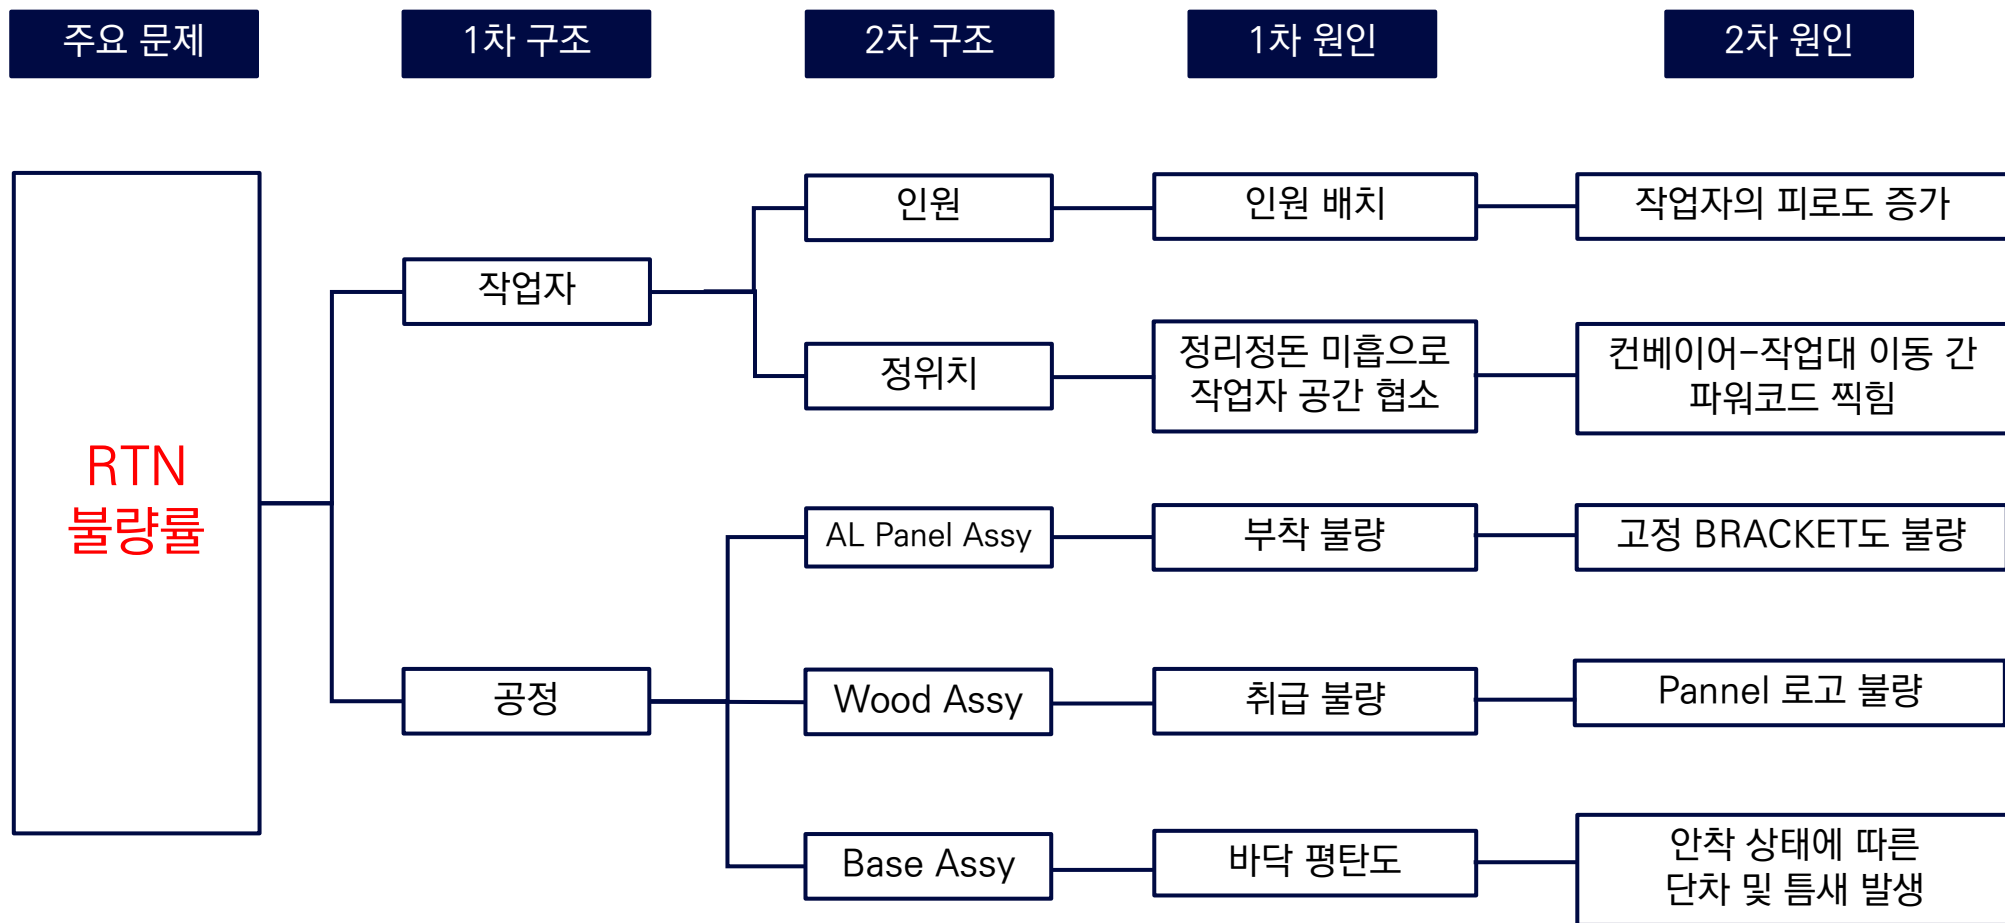 주요 문제
1차 구조
2차 구조
1차 원인
2차 원인
RTN
불량률
작업자
인원
인원 배치
작업자의 피로도 증가
정위치
정리정돈 미흡으로
작업자 공간 협소
컨베이어-작업대 이동 간
파워코드 찍힘
공정
AL Panel Assy
부착 불량
고정 BRACKET도 불량
Wood Assy
취급 불량
Pannel 로고 불량
Base Assy
바닥 평탄도
안착 상태에 따른
단차 및 틈새 발생